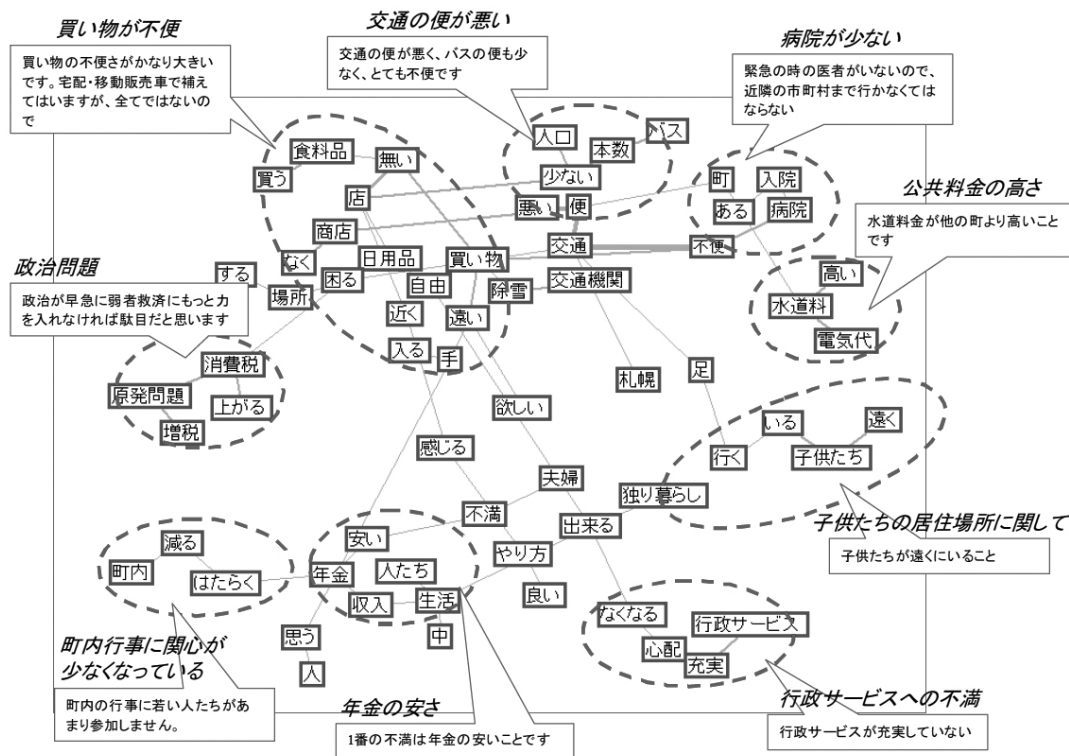 買い物が不便
買い物の不便さがかなり大きい
です。宅配・移動販売車で補え
てはいますが、全てではないの
で
交通の便が悪い
交通の便が悪く、バスの便も少
なく、とても不便です
病院が少ない
緊急の時の医者がいないので、
近隣の市町村まで行かなくては
ならない
公共料金の高さ
水道料金が他の町より高いこと
です
政治問題
政治が早急に弱者救済にもっと力
を入れなければ駄目だと思います
人口
バス
本数
少ない
悪い
便
食料品
無い
買う
店
商店
なく
日用品
買い物
自由
困る
場所
する
近く
遠い
除雪
入る
手
交通
交通機関
不便
町
入院
ある
病院
高い
水道料
電気代
消費税
原発問題
上がる
増税
札幌
足
欲しい
感じる
いる
遠く
行く
子供たち
夫婦
独り暮らし
不満
出来る
やり方
良い
子供たちの居住場所に関して
子供たちが遠くにいること
減る
町内
はたらく
安い
年金
人たち
収入
生活
中
思う
人
なくなる
行政サービス
心配
充実
町内行事に関心が
少なくなっている
町内の行事に若い人たちがあ
まり参加しません。
年金の安さ
1番の不満は年金の安いことです
行政サービスへの不満
行政サービスが充実していない